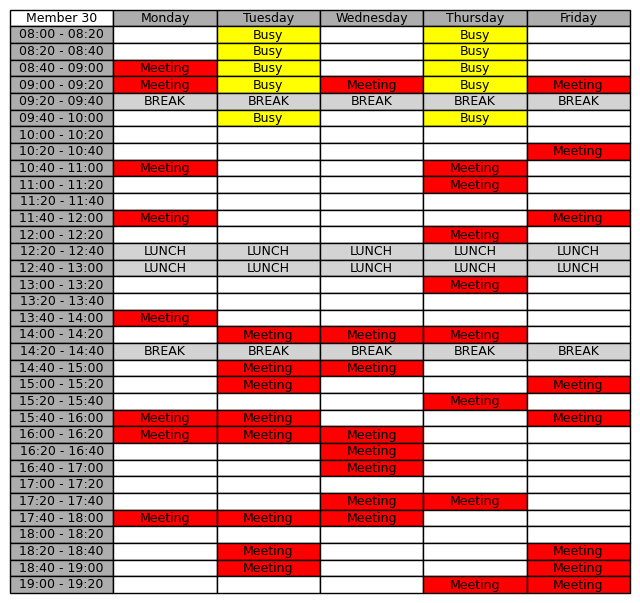 Member 30 Monday Tuesday Wednesday Thursday Friday
08:00 - 08:20 Busy Busy
08:20 - 08:40 Busy Busy
08:40 - 09:00 Meeting Busy Busy
09:00 - 09:20 Meeting Busy Meeting Busy Meeting
09:20 - 09:40 BREAK BREAK BREAK BREAK BREAK
09:40 - 10:00 Busy Busy
10:00 - 10:20
10:20 - 10:40 Meeting
10:40 - 11:00 Meeting Meeting
11:00 - 11:20 Meeting
11:20 - 11:40
11:40 - 12:00 Meeting Meeting
12:00 - 12:20 Meeting
12:20 - 12:40 LUNCH LUNCH LUNCH LUNCH LUNCH
12:40 - 13:00 LUNCH LUNCH LUNCH LUNCH LUNCH
13:00 - 13:20 Meeting
13:20 - 13:40
13:40 - 14:00 Meeting
14:00 - 14:20 Meeting Meeting Meeting
14:20 - 14:40 BREAK BREAK BREAK BREAK BREAK
14:40 - 15:00 Meeting Meeting
15:00 - 15:20 Meeting Meeting
15:20 - 15:40 Meeting
15:40 - 16:00 Meeting Meeting Meeting
16:00 - 16:20 Meeting Meeting Meeting
16:20 - 16:40 Meeting
16:40 - 17:00 Meeting
17:00 - 17:20
17:20 - 17:40 Meeting Meeting
17:40 - 18:00 Meeting Meeting Meeting
18:00 - 18:20
18:20 - 18:40 Meeting Meeting
18:40 - 19:00 Meeting Meeting
19:00 - 19:20 Meeting Meeting